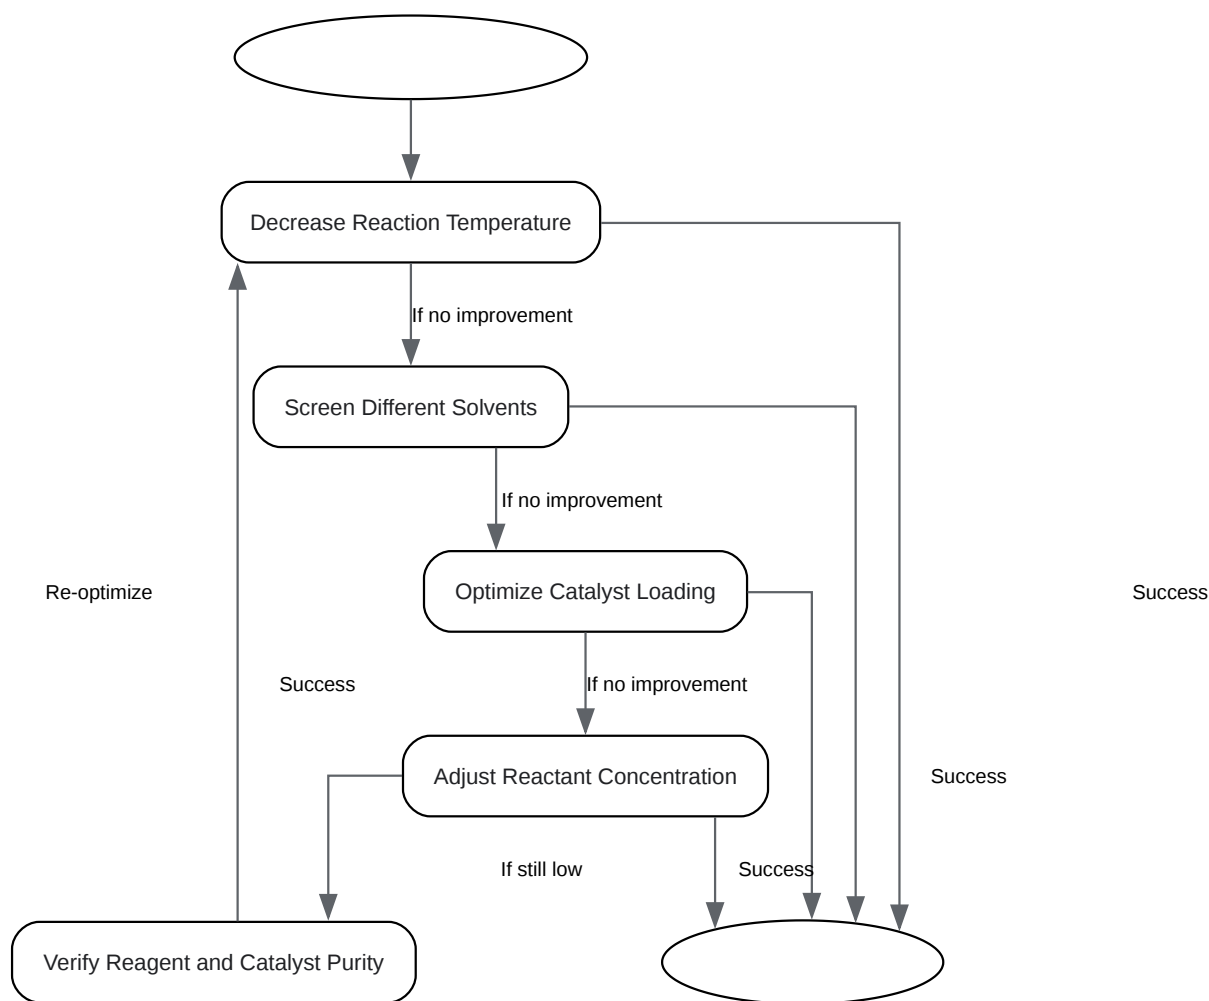 Decrease Reaction Temperature
If no improvement
Screen Different Solvents
If no improvement
Re-optimize
Optimize Catalyst Loading
Success
Success
If no improvement
Adjust Reactant Concentration
Success
If still low
Success
Verify Reagent and Catalyst Purity